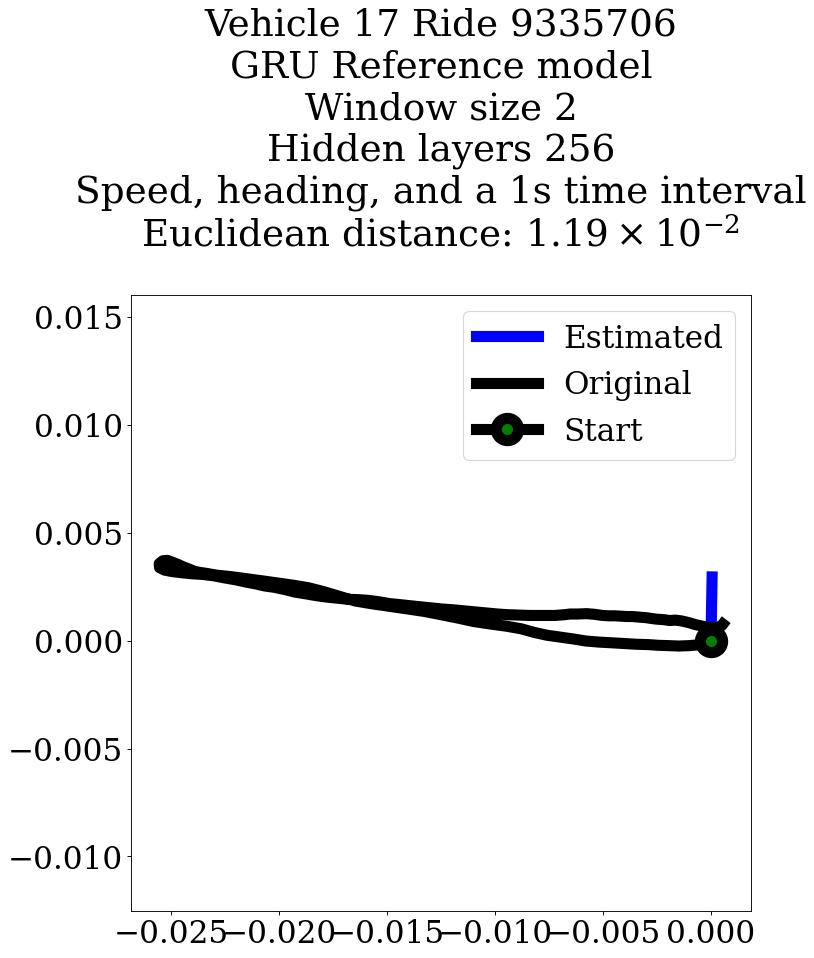 Vehicle 17 Ride 9335706
GRU Reference model
Window size 2
Hidden layers 256
Speed, heading, and a 1s time interval
Euclidean distance: 1.19 × 10⁻²
Estimated
Original
Start
0.015
0.010
0.005
0.000
−0.005
−0.010
−0.025 −0.020 −0.015 −0.010 −0.005 0.000